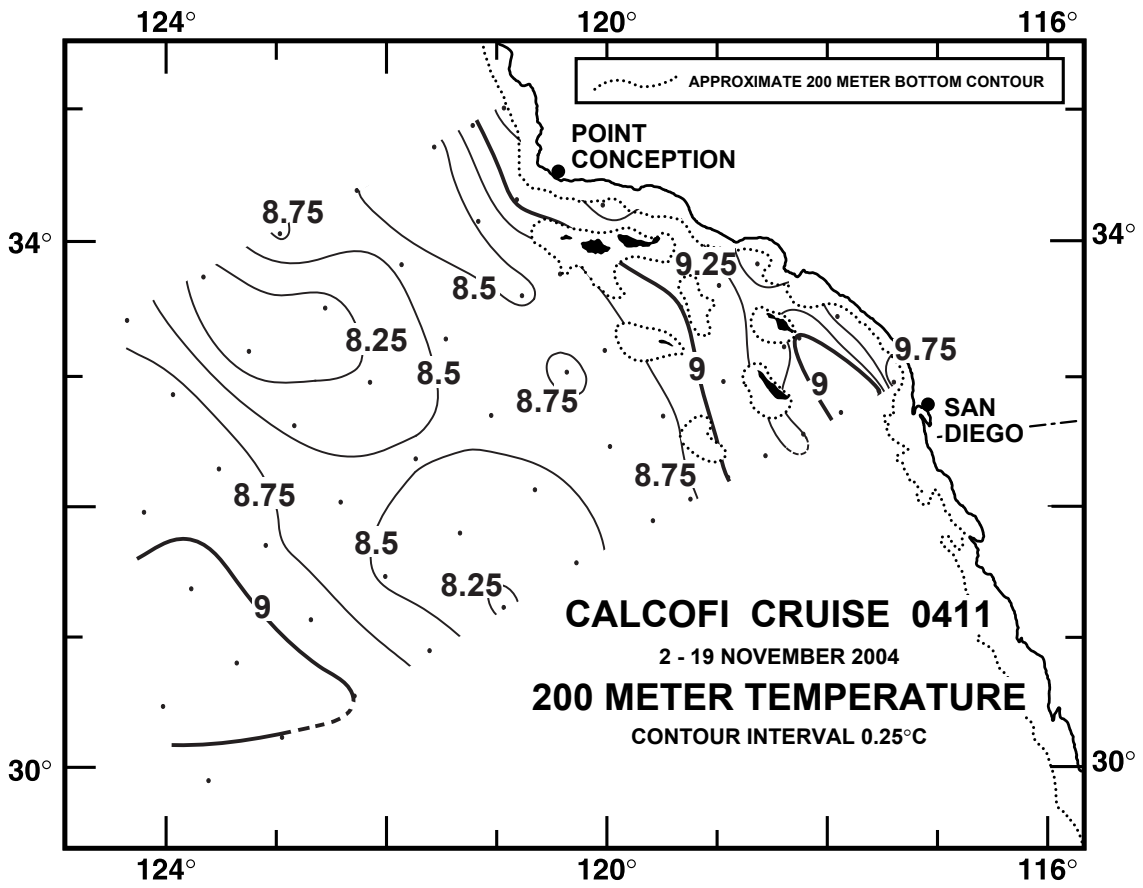 124° 120° 116°
APPROXIMATE 200 METER BOTTOM CONTOUR
POINT
CONCEPTION
8.75
34° 34°
9.25
8.5
8.25
9.75
8.5
9
9
8.75
SAN
DIEGO
8.75
8.75
8.5
8.25
9
CALCOFI CRUISE 0411
2 - 19 NOVEMBER 2004
200 METER TEMPERATURE
CONTOUR INTERVAL 0.25°C
30° 30°
124° 120° 116°